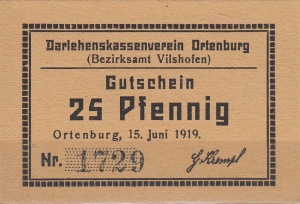 Darlehenskassenverein Ortenburg
(Bezirksamt Vilshofen)
Gutschein
25 Pfennig
Ortenburg, 15. Juni 1919.
Nr. 1729